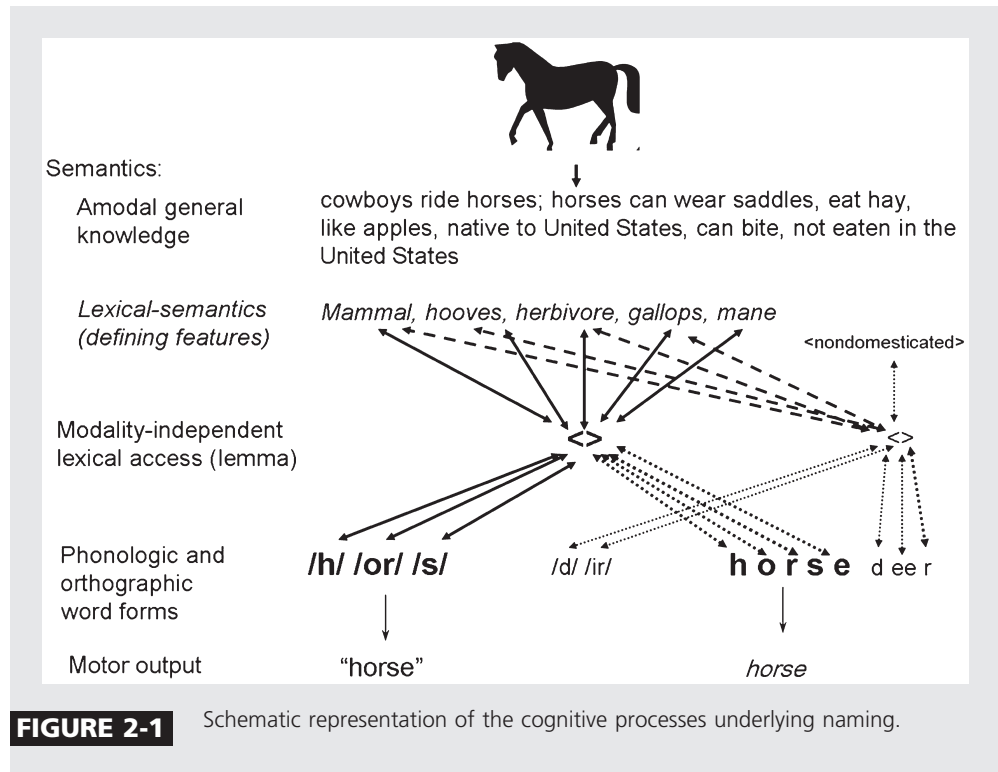 Semantics:
Amodal general
knowledge
cowboys ride horses; horses can wear saddles, eat hay,
like apples, native to United States, can bite, not eaten in the
United States
Lexical-semantics
(defining features)
Mammal, hooves, herbivore, gallops, mane
<nondomesticated>
Modality-independent
lexical access (lemma)
<>
<>
Phonologic and
orthographic
word forms
/h/ /or/ /s/
/d/ /ir/
h o r s e
d ee r
Motor output
“horse”
horse
FIGURE 2-1
Schematic representation of the cognitive processes underlying naming.